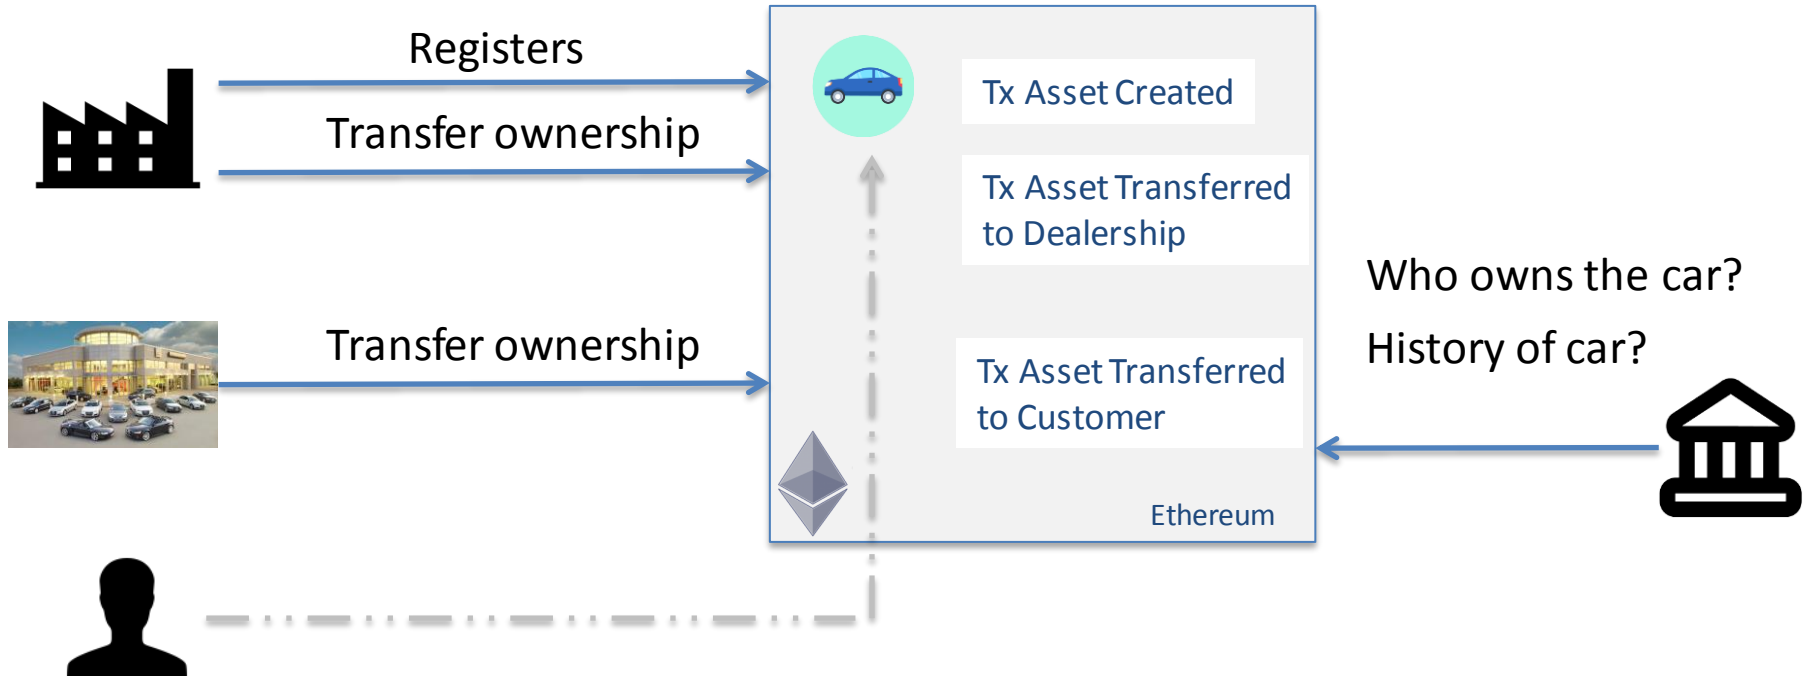 Registers
Transfer ownership
Transfer ownership
Tx Asset Created
Tx Asset Transferred
to Dealership
Tx Asset Transferred
to Customer
Ethereum
Who owns the car?
History of car?